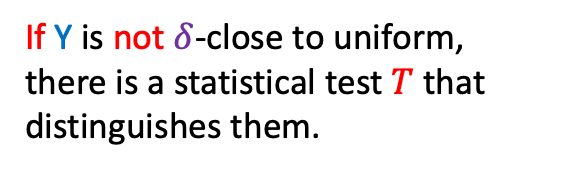 If Y is not δ-close to uniform,
there is a statistical test T that
distinguishes them.